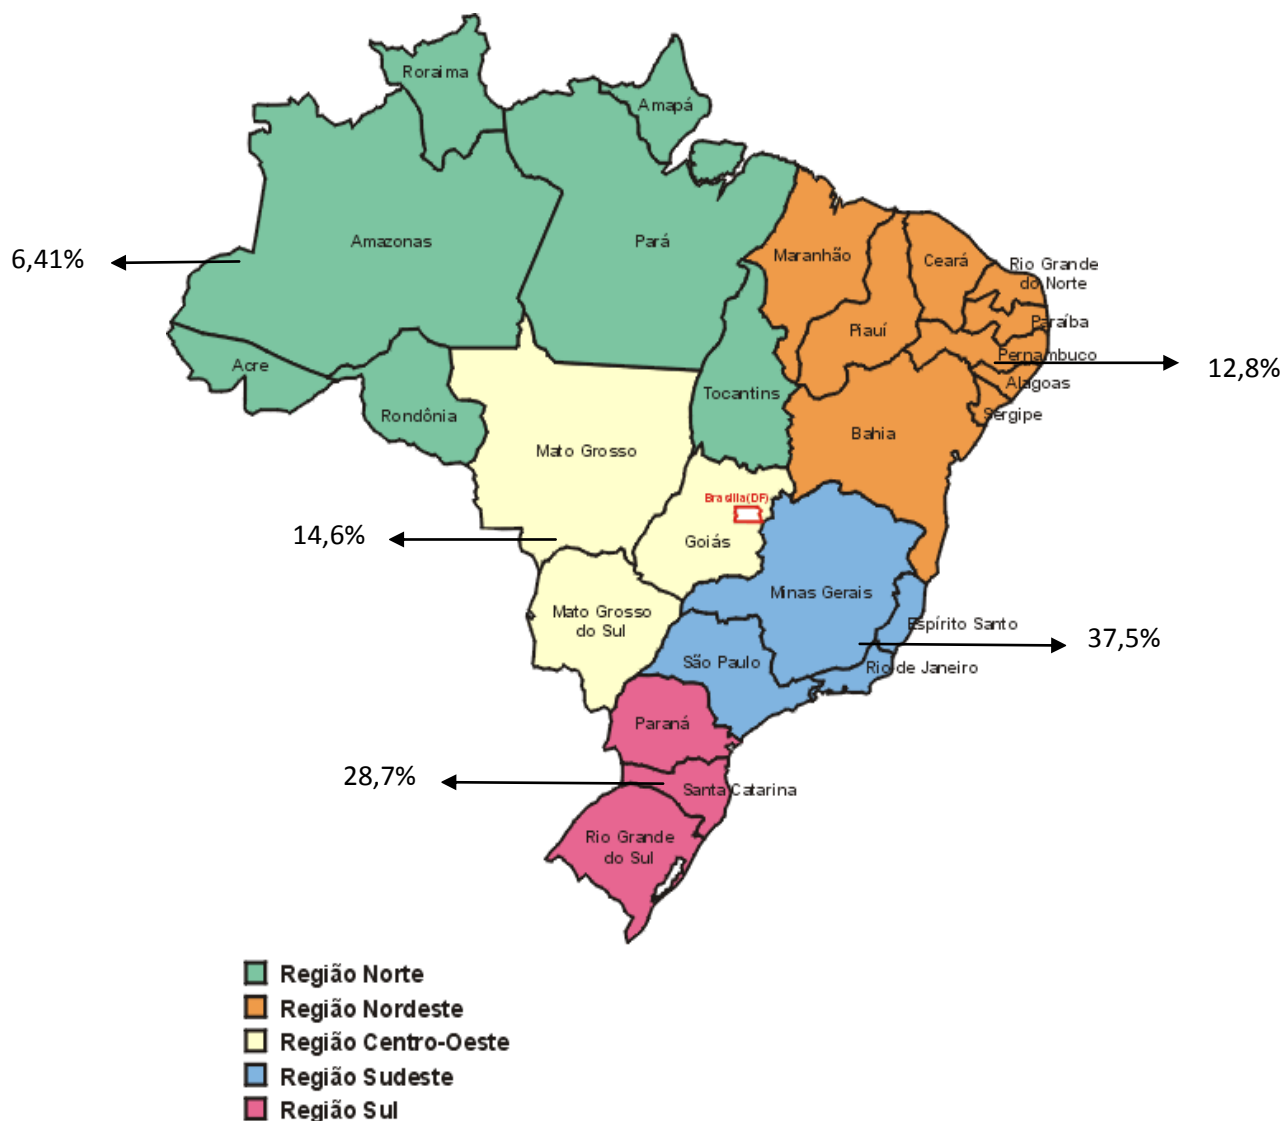 Roraima
Amapá
Amazonas
Pará
Maranhão
Ceará
Rio Grande
do Norte
6,41%
Paraíba
Piauí
Pernambuco
12,8%
Acre
Tocantins
Alagoas
Rondônia
Sergipe
Bahia
Mato Grosso
Brasília(DF)
14,6%
Goiás
Minas Gerais
Mato Grosso
do Sul
Espírito Santo
37,5%
São Paulo
Rio de Janeiro
Paraná
28,7%
Santa Catarina
Rio Grande
do Sul
Região Norte
Região Nordeste
Região Centro-Oeste
Região Sudeste
Região Sul